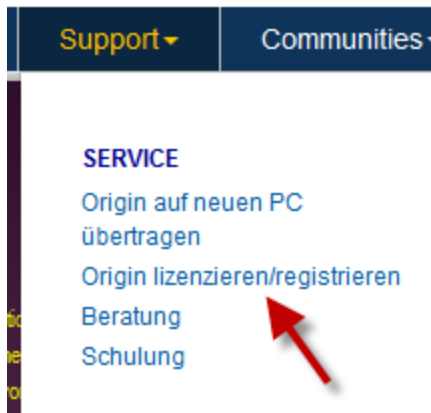 Support
Communities
SERVICE
Origin auf neuen PC
übertragen
Origin lizenzieren/registrieren
Beratung
Schulung